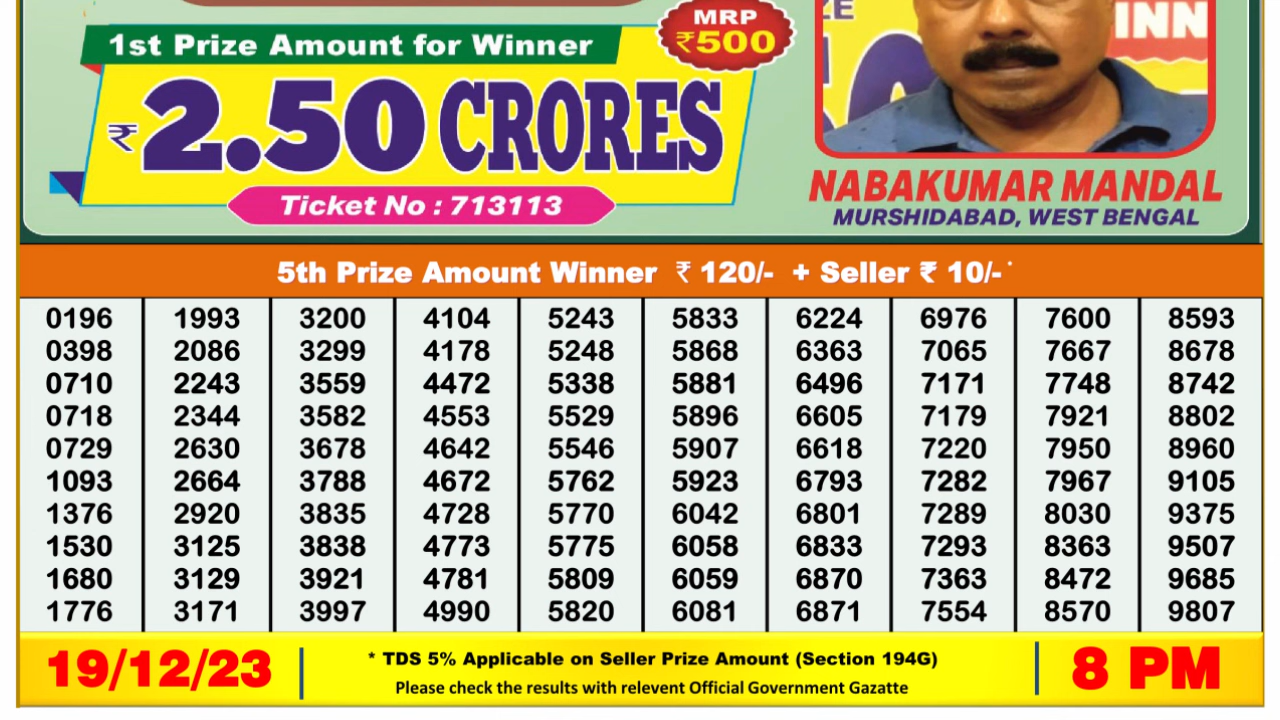 MRP
₹500
ZE
INN
1st Prize Amount for Winner
₹2.50 CRORES
Ticket No : 713113
NABAKUMAR MANDAL
MURSHIDABAD, WEST BENGAL
5th Prize Amount Winner ₹ 120/- + Seller ₹ 10/- *
0196 1993 3200 4104 5243 5833 6224 6976 7600 8593
0398 2086 3299 4178 5248 5868 6363 7065 7667 8678
0710 2243 3559 4472 5338 5881 6496 7171 7748 8742
0718 2344 3582 4553 5529 5896 6605 7179 7921 8802
0729 2630 3678 4642 5546 5907 6618 7220 7950 8960
1093 2664 3788 4672 5762 5923 6793 7282 7967 9105
1376 2920 3835 4728 5770 6042 6801 7289 8030 9375
1530 3125 3838 4773 5775 6058 6833 7293 8363 9507
1680 3129 3921 4781 5809 6059 6870 7363 8472 9685
1776 3171 3997 4990 5820 6081 6871 7554 8570 9807
19/12/23
* TDS 5% Applicable on Seller Prize Amount (Section 194G)
Please check the results with relevent Official Government Gazatte
8 PM